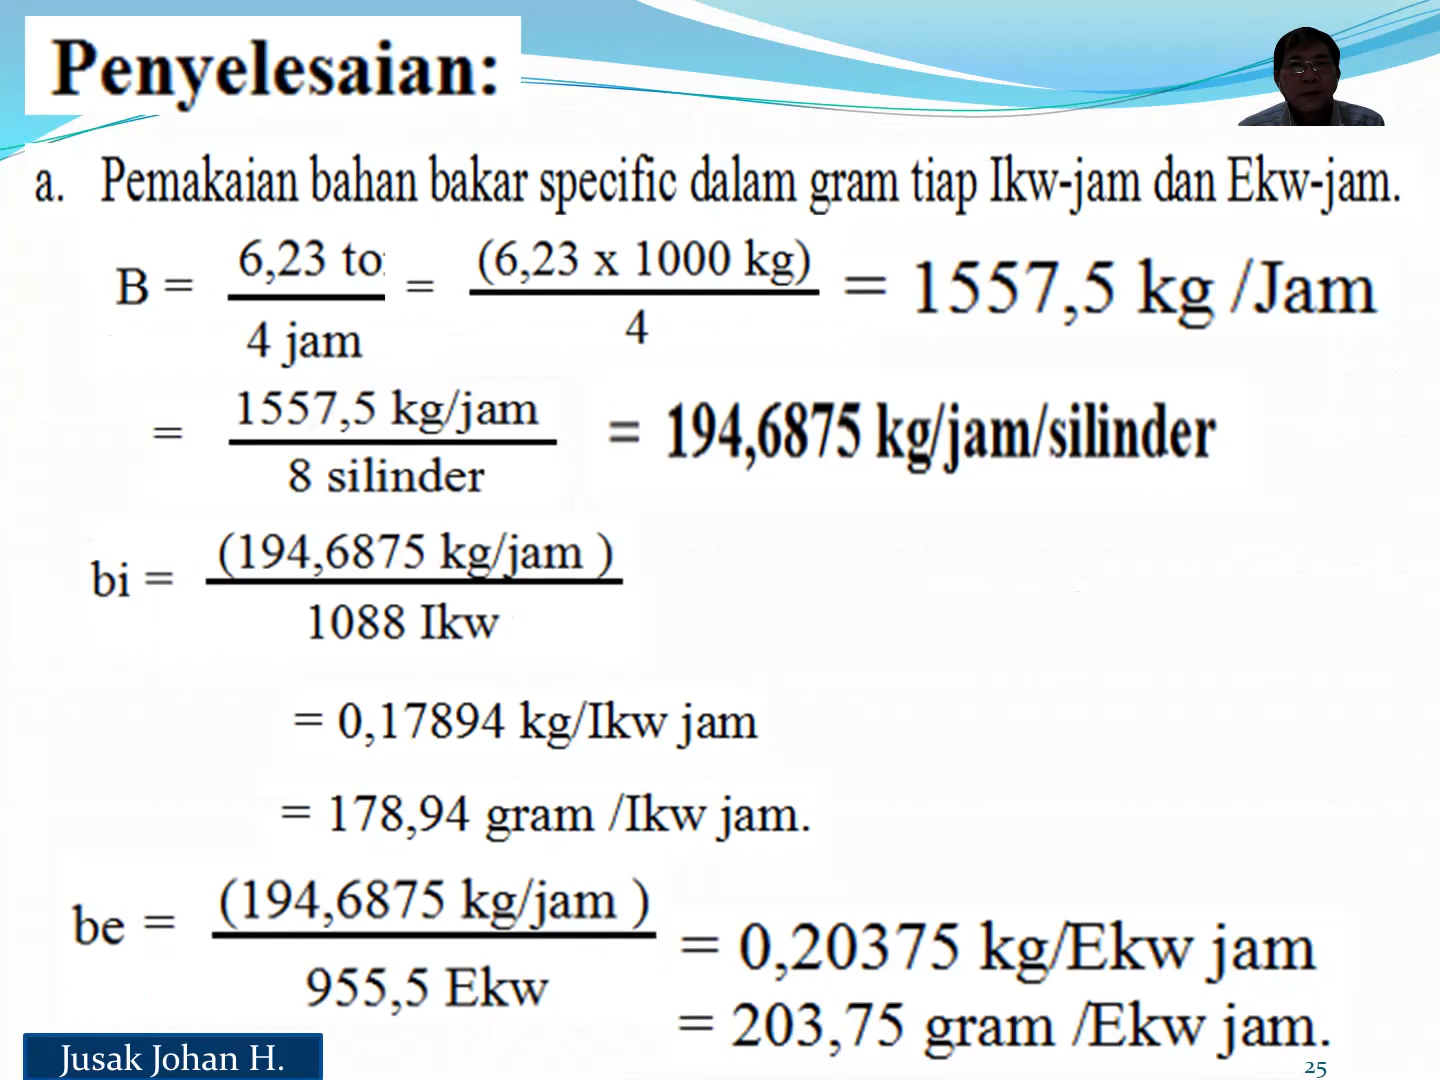 Penyelesaian:
a. Pemakaian bahan bakar specific dalam gram tiap Ikw-jam dan Ekw-jam.
B = 6,23 to / 4 jam = (6,23 x 1000 kg) / 4 = 1557,5 kg /Jam
= 1557,5 kg/jam / 8 silinder = 194,6875 kg/jam/silinder
bi = (194,6875 kg/jam ) / 1088 Ikw
= 0,17894 kg/Ikw jam
= 178,94 gram /Ikw jam.
be = (194,6875 kg/jam ) / 955,5 Ekw = 0,20375 kg/Ekw jam
= 203,75 gram /Ekw jam.
Jusak Johan H.
25